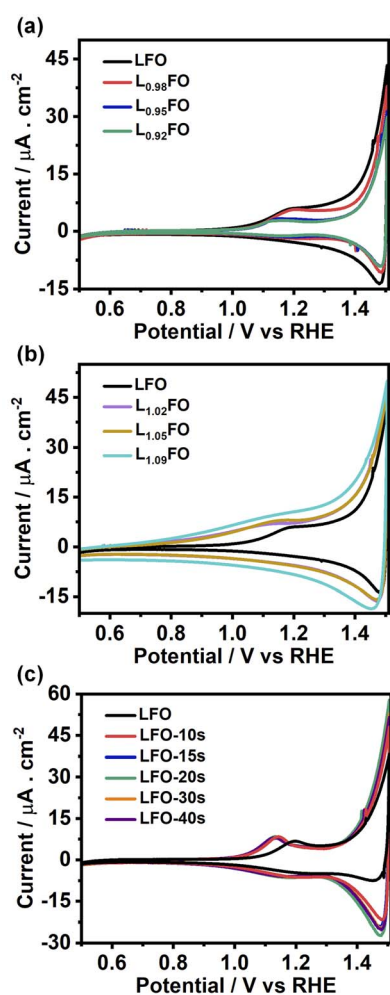 (a)
45
30
15
0
-15
Current / μA . cm⁻²
LFO
L₀.₉₈FO
L₀.₉₅FO
L₀.₉₂FO
0.6 0.8 1.0 1.2 1.4
Potential / V vs RHE
(b)
45
30
15
0
-15
Current / μA . cm⁻²
LFO
L₁.₀₂FO
L₁.₀₅FO
L₁.₀₉FO
0.6 0.8 1.0 1.2 1.4
Potential / V vs RHE
(c)
60
45
30
15
0
-15
-30
Current / μA . cm⁻²
LFO
LFO-10s
LFO-15s
LFO-20s
LFO-30s
LFO-40s
0.6 0.8 1.0 1.2 1.4
Potential / V vs RHE